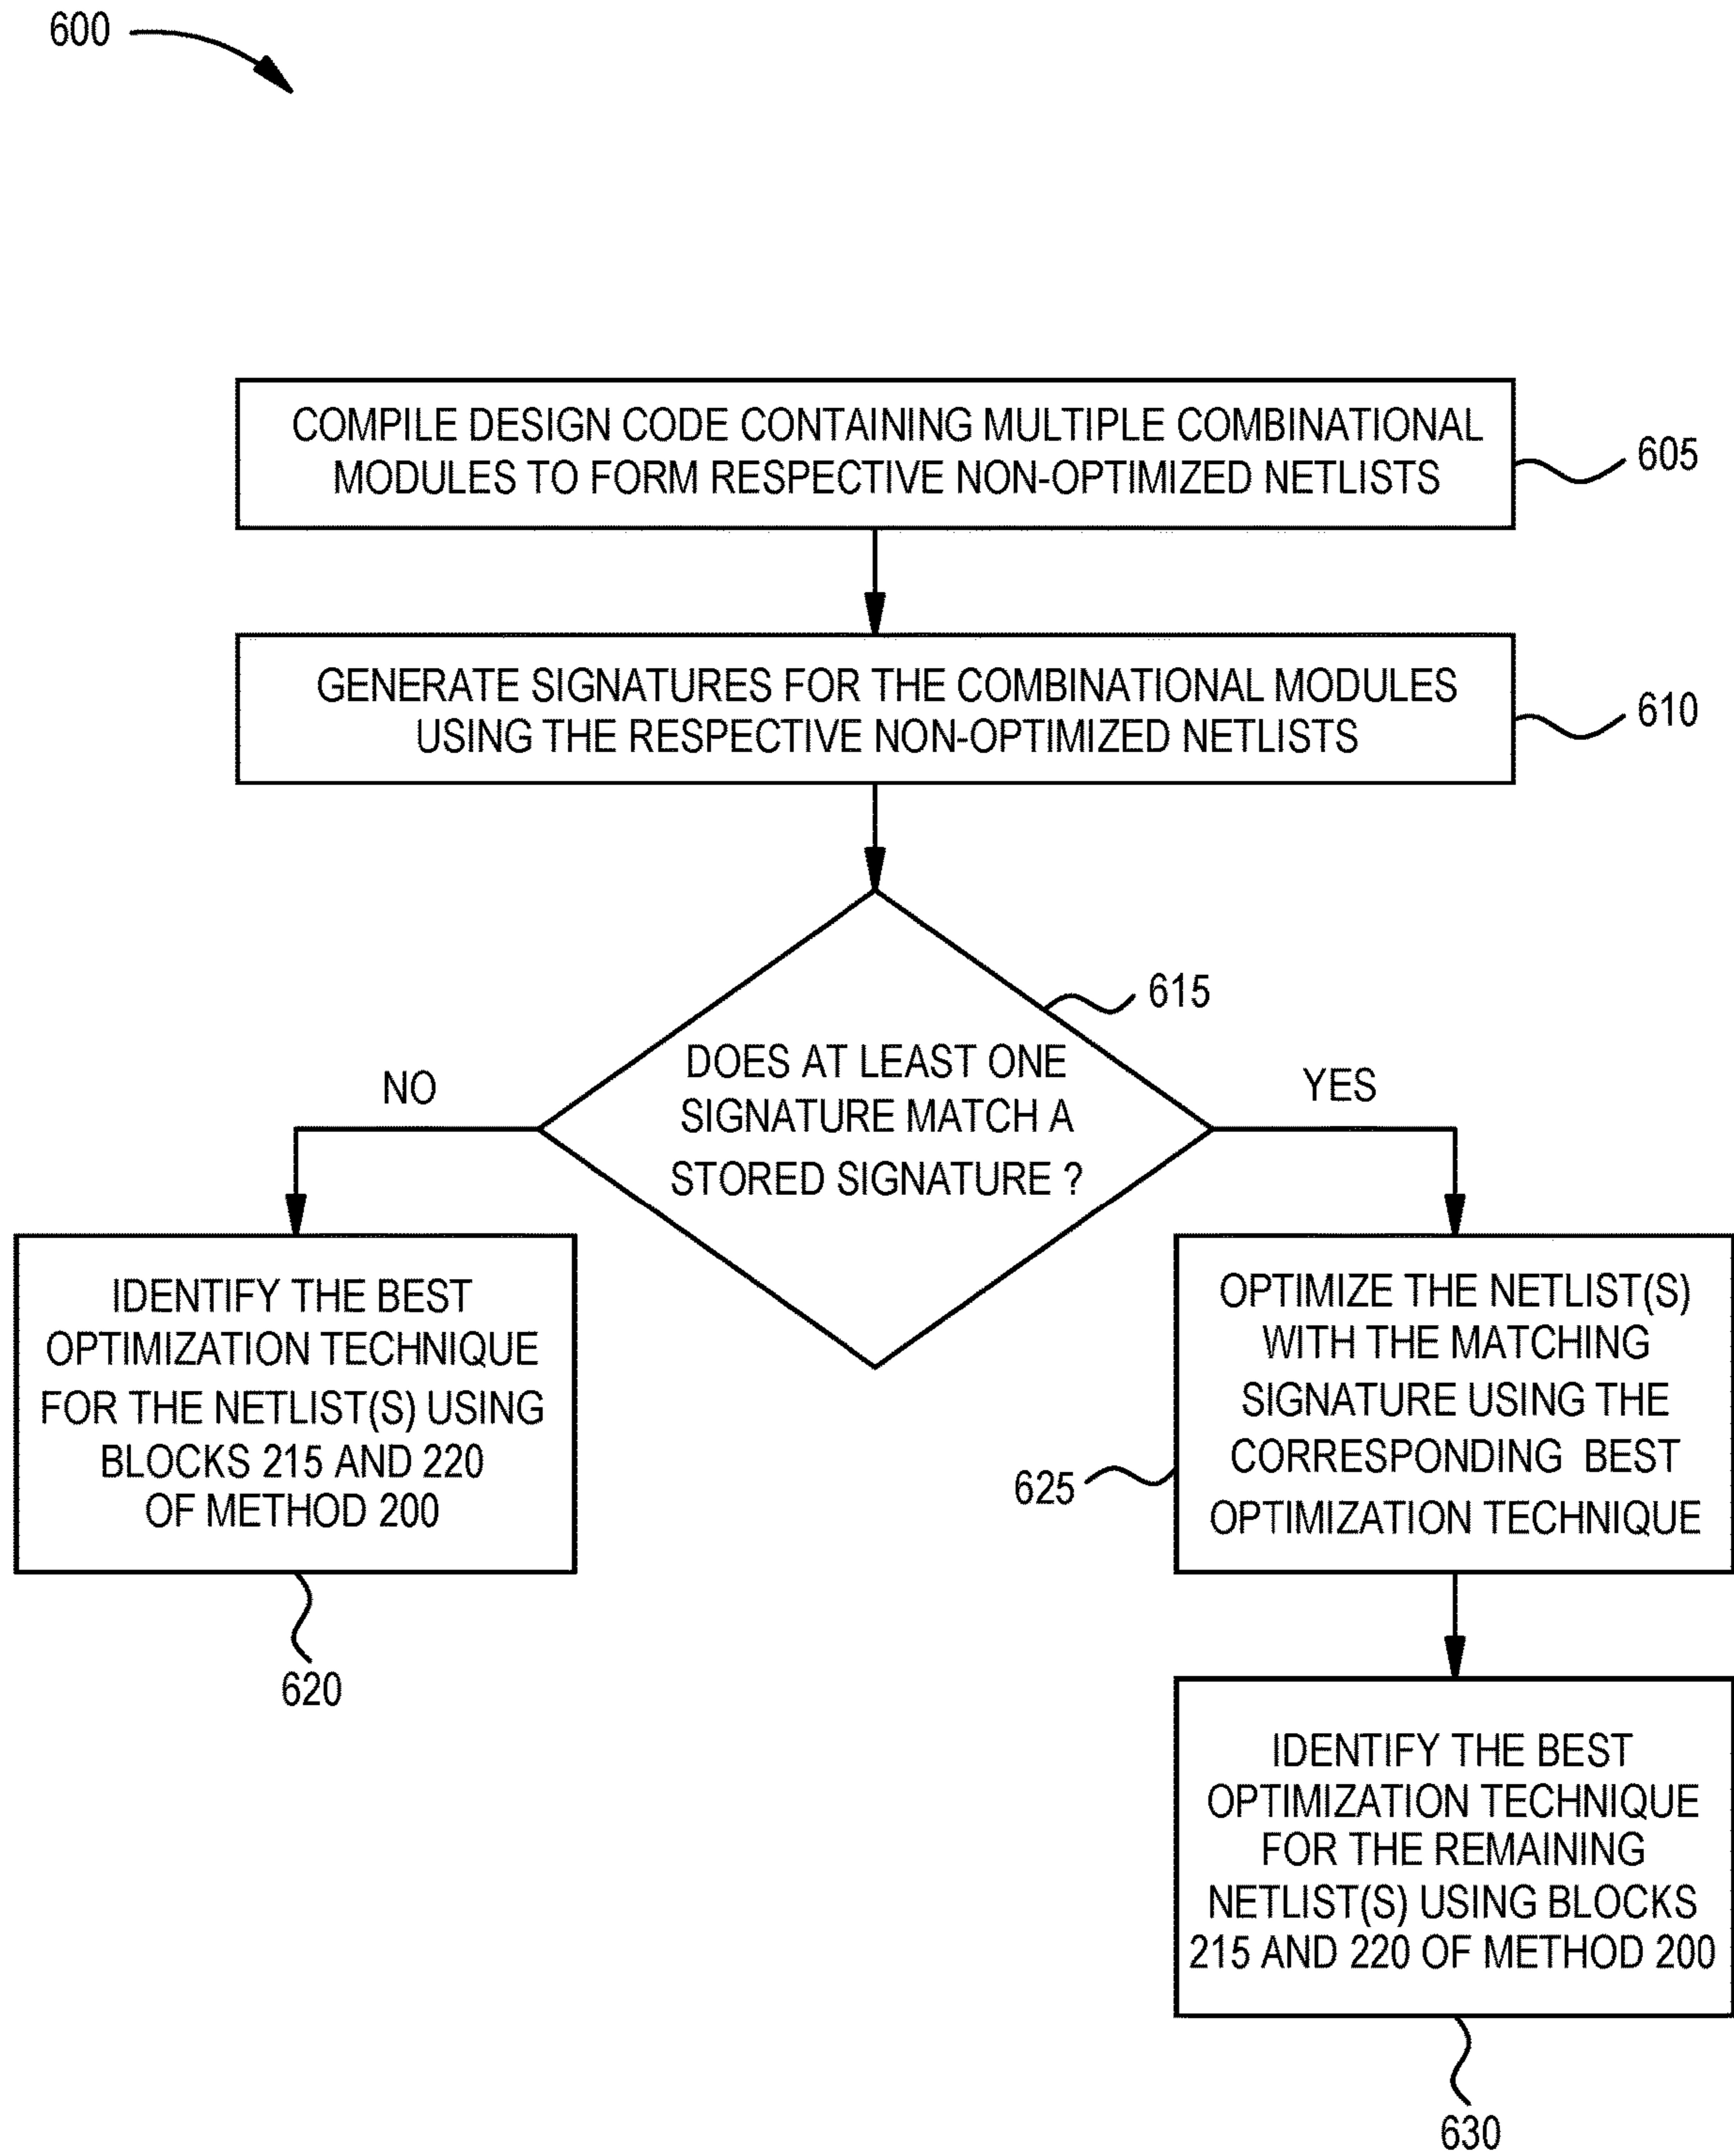 600
COMPILE DESIGN CODE CONTAINING MULTIPLE COMBINATIONAL
MODULES TO FORM RESPECTIVE NON-OPTIMIZED NETLISTS
605
GENERATE SIGNATURES FOR THE COMBINATIONAL MODULES
USING THE RESPECTIVE NON-OPTIMIZED NETLISTS
610
615
DOES AT LEAST ONE
SIGNATURE MATCH A
STORED SIGNATURE ?
NO
YES
IDENTIFY THE BEST
OPTIMIZATION TECHNIQUE
FOR THE NETLIST(S) USING
BLOCKS 215 AND 220
OF METHOD 200
620
OPTIMIZE THE NETLIST(S)
WITH THE MATCHING
SIGNATURE USING THE
CORRESPONDING BEST
OPTIMIZATION TECHNIQUE
625
IDENTIFY THE BEST
OPTIMIZATION TECHNIQUE
FOR THE REMAINING
NETLIST(S) USING BLOCKS
215 AND 220 OF METHOD 200
630